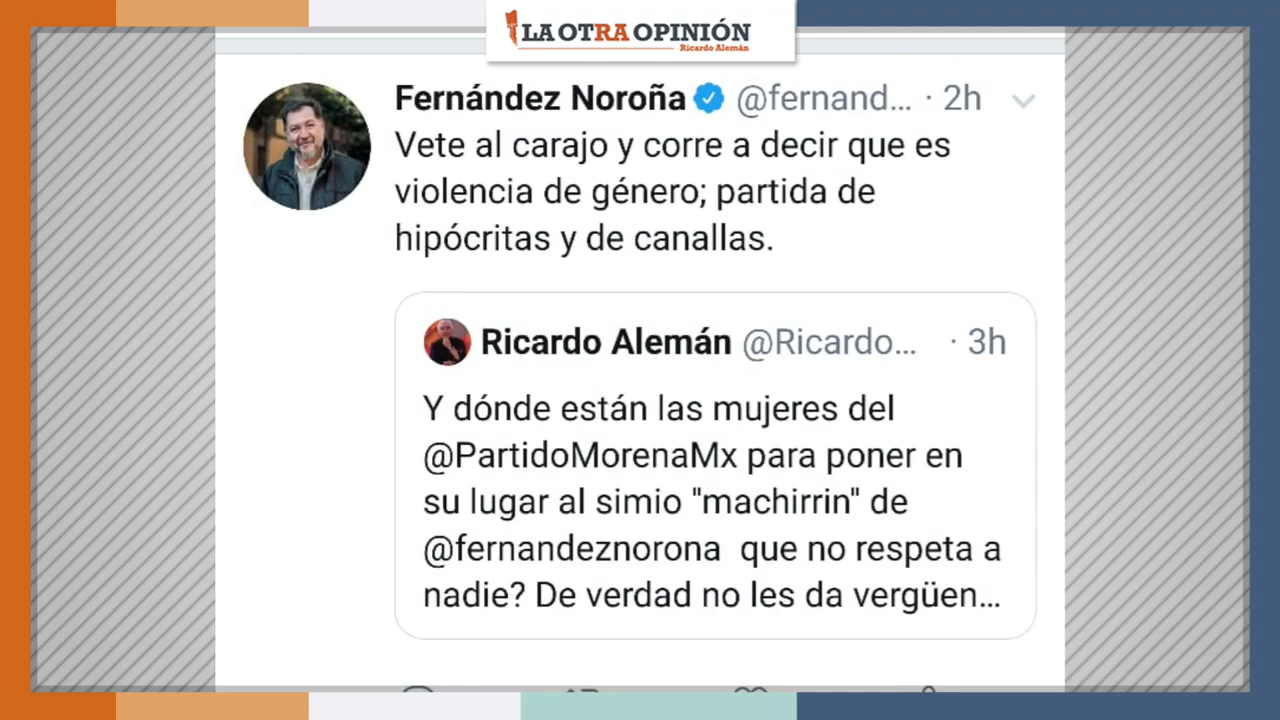 LA OTRA OPINIÓN
Ricardo Alemán
Fernández Noroña @fernand... · 2h
Vete al carajo y corre a decir que es
violencia de género; partida de
hipócritas y de canallas.
Ricardo Alemán @Ricardo... · 3h
Y dónde están las mujeres del
@PartidoMorenaMx para poner en
su lugar al simio "machirrin" de
@fernandeznorona que no respeta a
nadie? De verdad no les da vergüen...